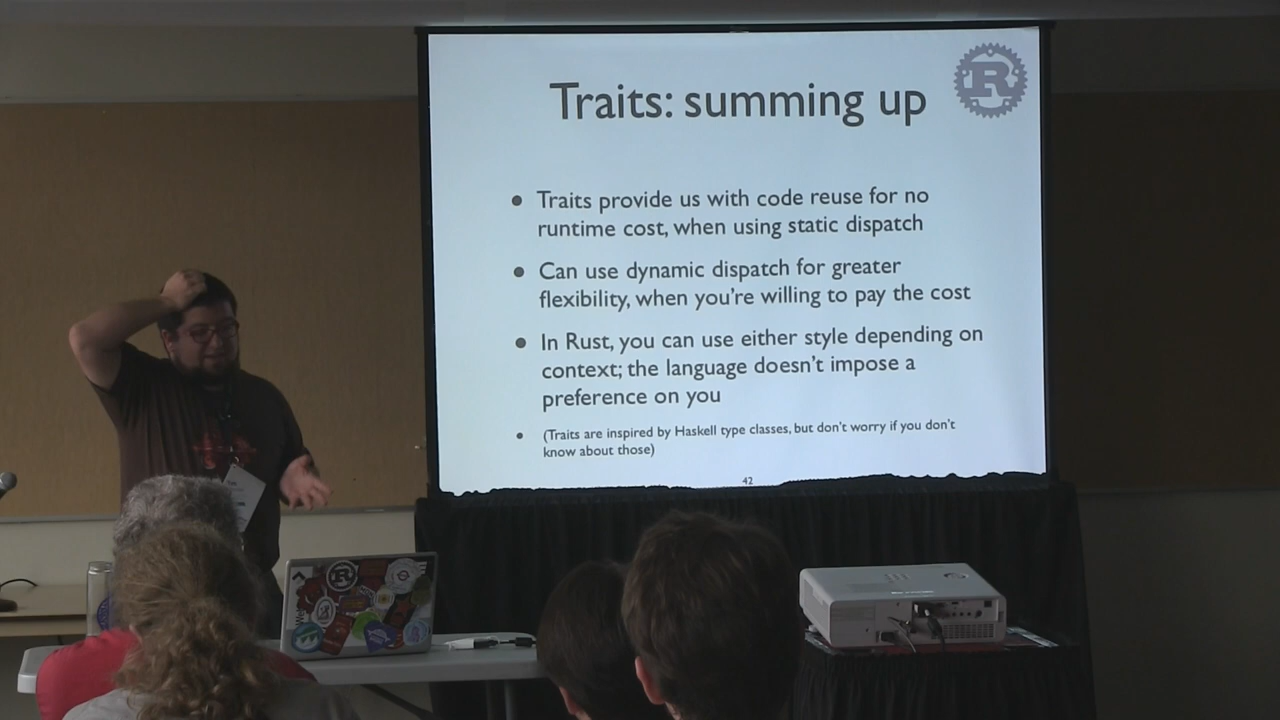 Traits: summing up
R
• Traits provide us with code reuse for no
runtime cost, when using static dispatch
• Can use dynamic dispatch for greater
flexibility, when you're willing to pay the cost
• In Rust, you can use either style depending on
context; the language doesn't impose a
preference on you
• (Traits are inspired by Haskell type classes, but don't worry if you don't
know about those)
42
R